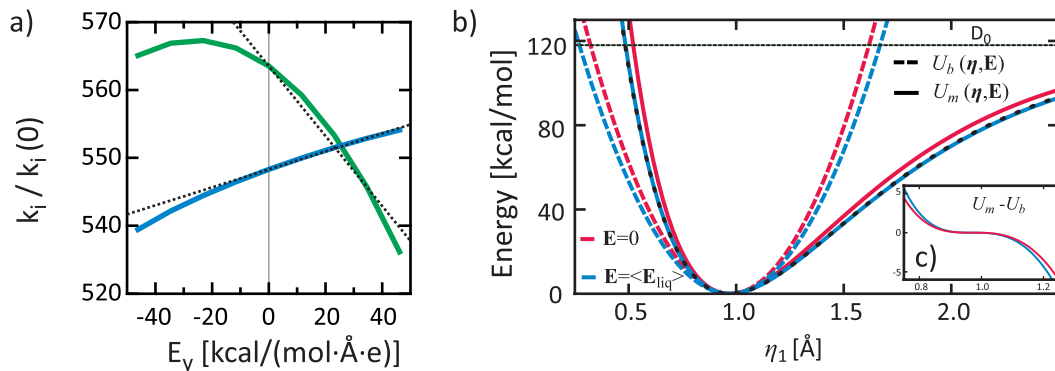 a)
570
560
550
540
530
520
k_i / k_i (0)
-40 -20 0 20 40
E_y [kcal/(mol·Å·e)]
b)
120
80
40
0
Energy [kcal/mol]
D_0
U_b (η,E)
U_m (η,E)
E=0
E=<E_liq>
0.5 1.0 1.5 2.0
η_1 [Å]
U_m -U_b
5
0
-5
c)
0.8 1.0 1.2